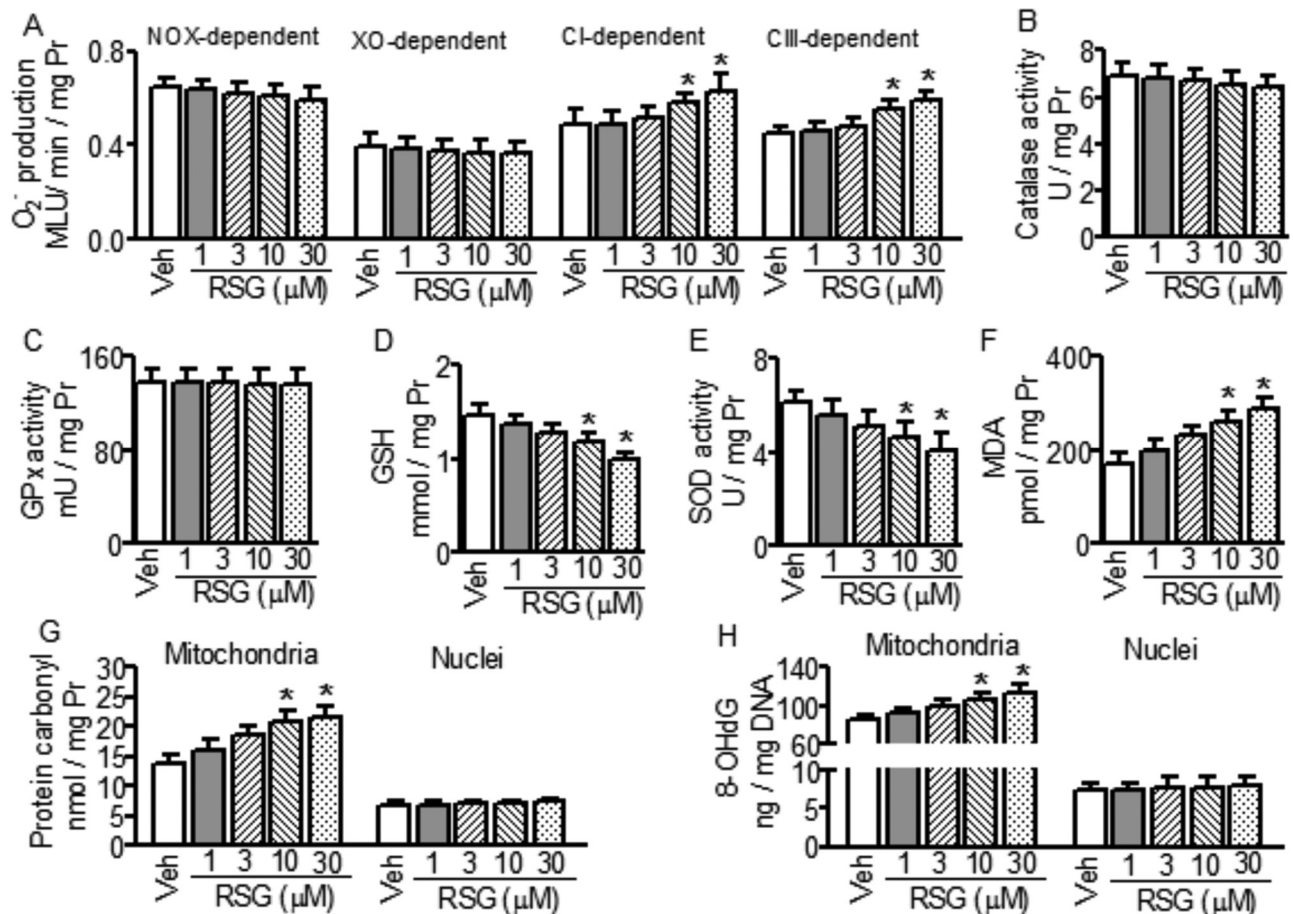 A
NOX-dependent
XO-dependent
CI-dependent
CIII-dependent
O2- production
MLU/ min / mg Pr
0.8
0.4
0.0
* * * *
Veh 1 3 10 30
RSG (μM)
Veh 1 3 10 30
RSG (μM)
Veh 1 3 10 30
RSG (μM)
Veh 1 3 10 30
RSG (μM)
B
Catalase activity
U / mg Pr
8
6
4
2
0
Veh 1 3 10 30
RSG (μM)
C
GPx activity
mU / mg Pr
160
80
0
Veh 1 3 10 30
RSG (μM)
D
GSH
mmol / mg Pr
2
1
0
* *
Veh 1 3 10 30
RSG (μM)
E
SOD activity
U / mg Pr
8
4
0
* *
Veh 1 3 10 30
RSG (μM)
F
MDA
pmol / mg Pr
400
200
0
* *
Veh 1 3 10 30
RSG (μM)
G
Mitochondria
Nuclei
Protein carbonyl
nmol / mg Pr
30
25
20
15
10
5
0
* *
Veh 1 3 10 30
RSG (μM)
Veh 1 3 10 30
RSG (μM)
H
Mitochondria
Nuclei
8-OHdG
ng / mg DNA
140
100
60
10
5
0
* *
Veh 1 3 10 30
RSG (μM)
Veh 1 3 10 30
RSG (μM)